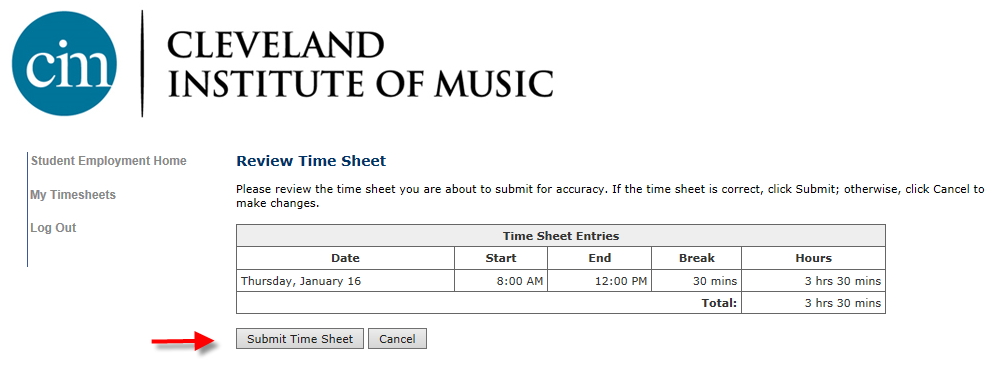 cim
CLEVELAND
INSTITUTE OF MUSIC
Student Employment Home
My Timesheets
Log Out
Review Time Sheet
Please review the time sheet you are about to submit for accuracy. If the time sheet is correct, click Submit; otherwise, click Cancel to
make changes.
Time Sheet Entries
Date Start End Break Hours
Thursday, January 16 8:00 AM 12:00 PM 30 mins 3 hrs 30 mins
Total: 3 hrs 30 mins
Submit Time Sheet Cancel